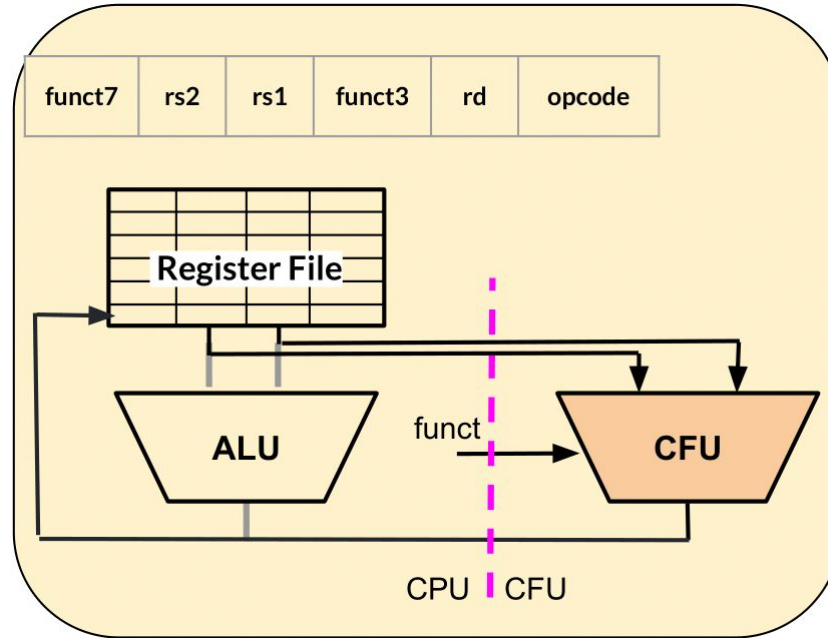 funct7 rs2 rs1 funct3 rd opcode
Register File
funct
ALU
CFU
CPU
CFU